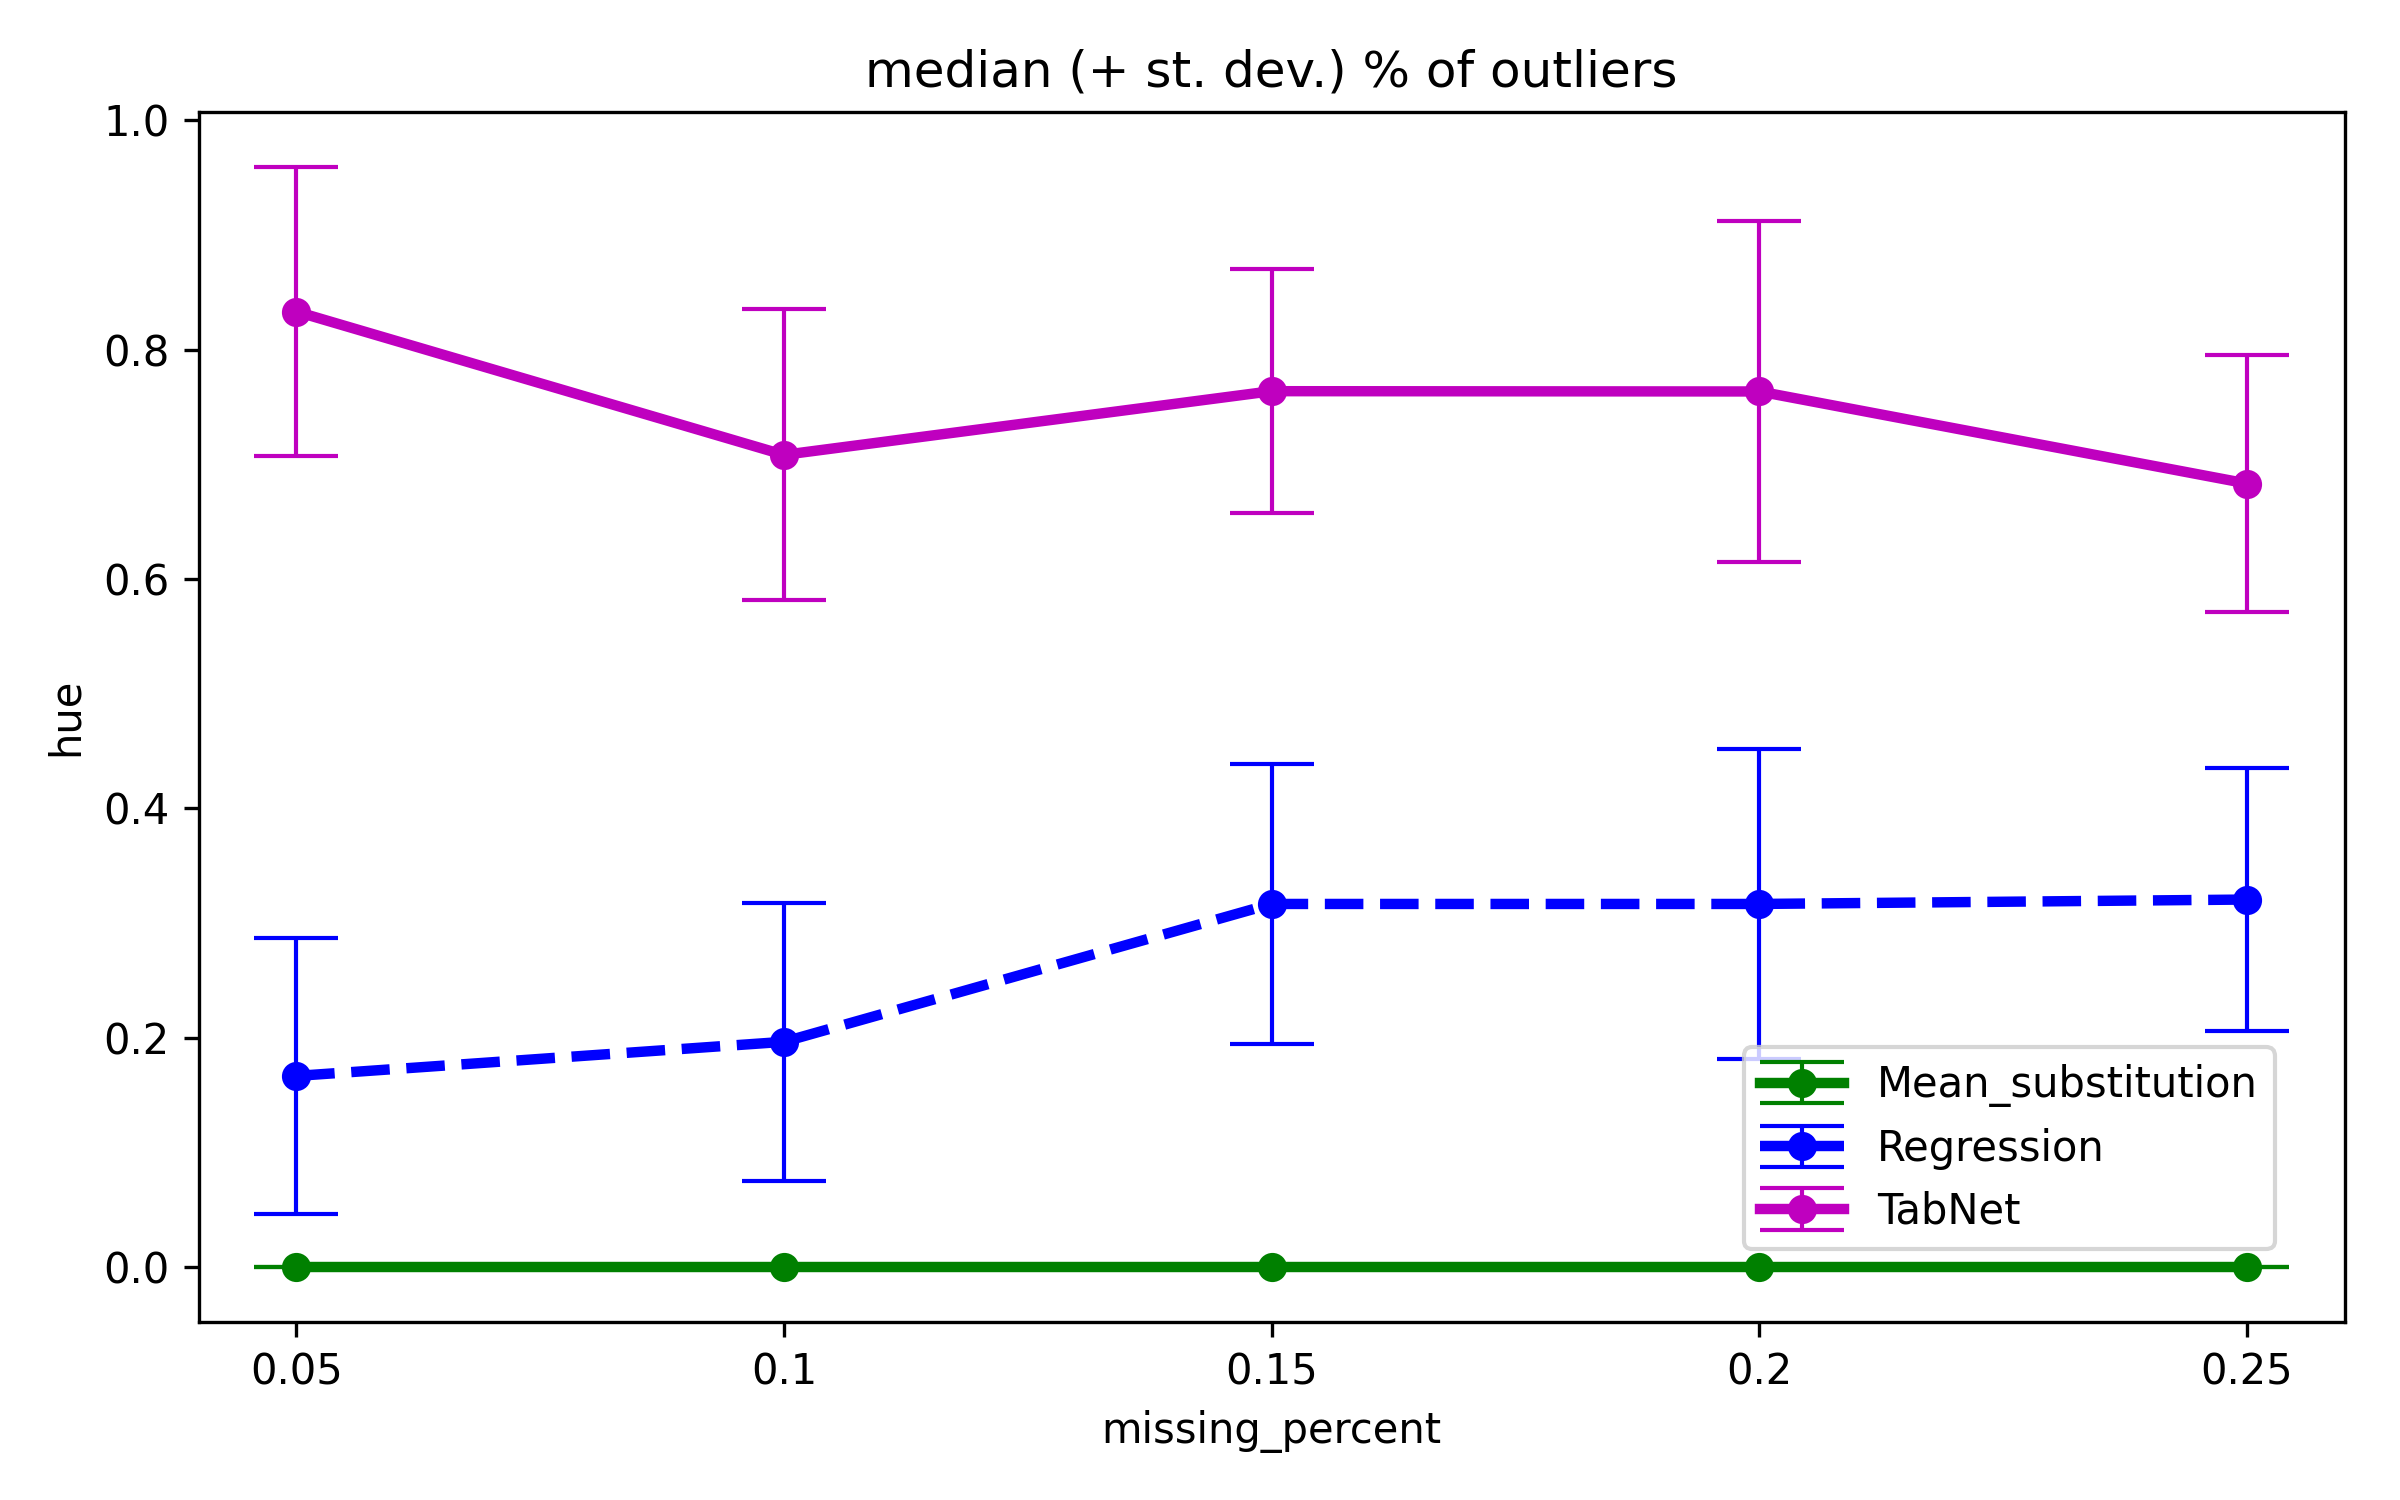 median (+ st. dev.) % of outliers
1.0
0.8
0.6
0.4
0.2
0.0
hue
Mean_substitution
Regression
TabNet
0.05 0.1 0.15 0.2 0.25
missing_percent